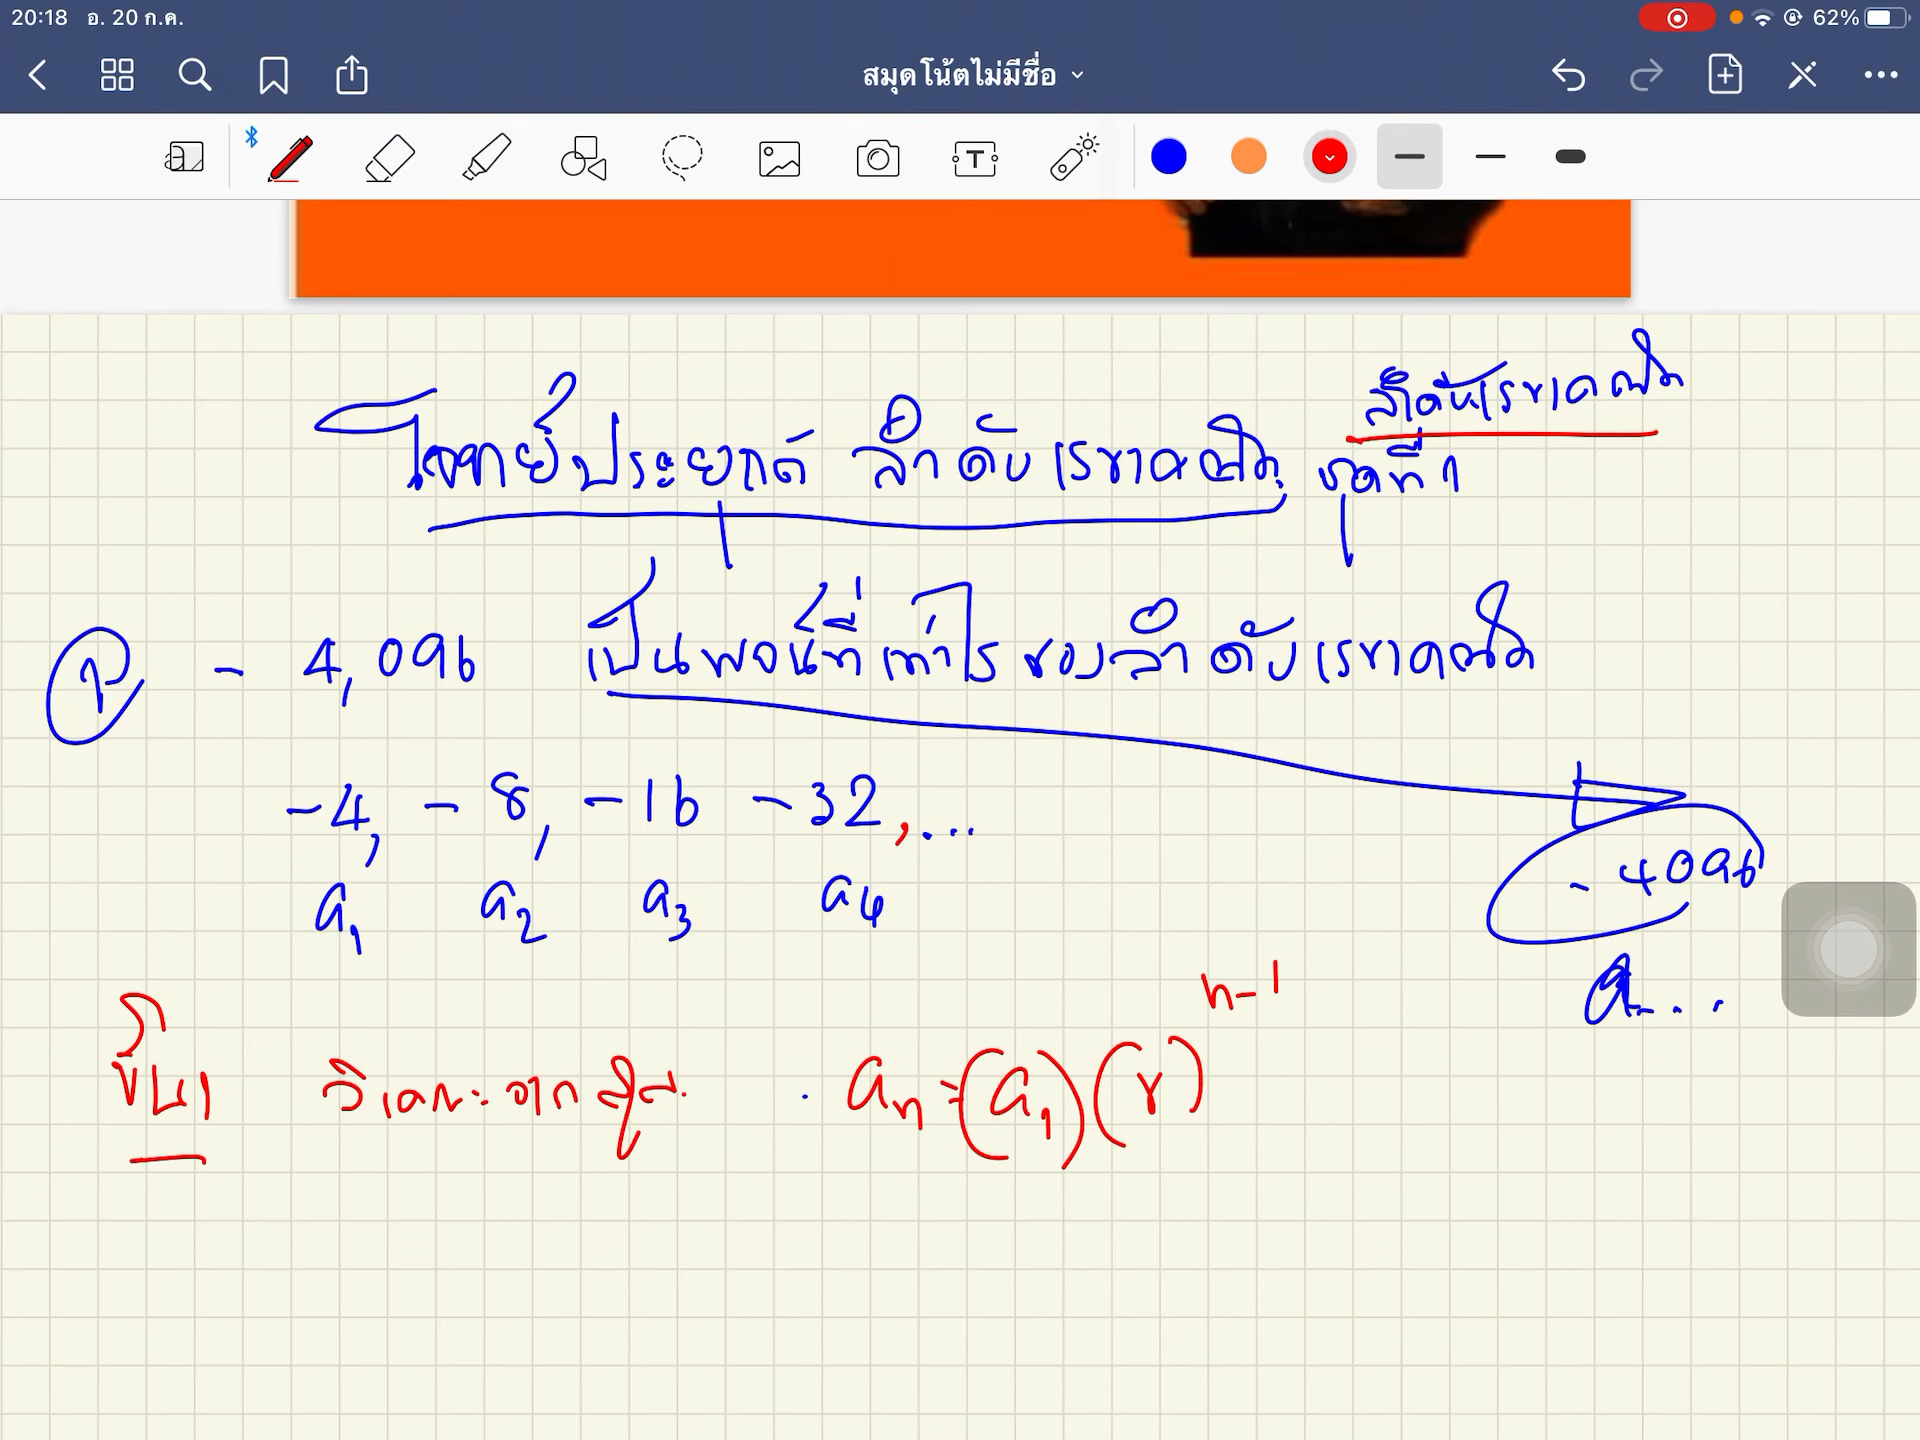 20:18 อ. 20 ก.ค. 62%
สมุดโน้ตไม่มีชื่อ
ลำดับเรขาคณิต
โจทย์ประยุกต์ ลำดับเรขาคณิต ชุดที่ 1
1 - 4,096 เป็นพจน์ที่เท่าไร ของลำดับเรขาคณิต
-4, -8, -16 -32, ...
- 4096
a1 a2 a3 a4
a...
ขั้น 1 วิเคราะห์จากสูตร aₙ = (a₁)(r)ⁿ⁻¹